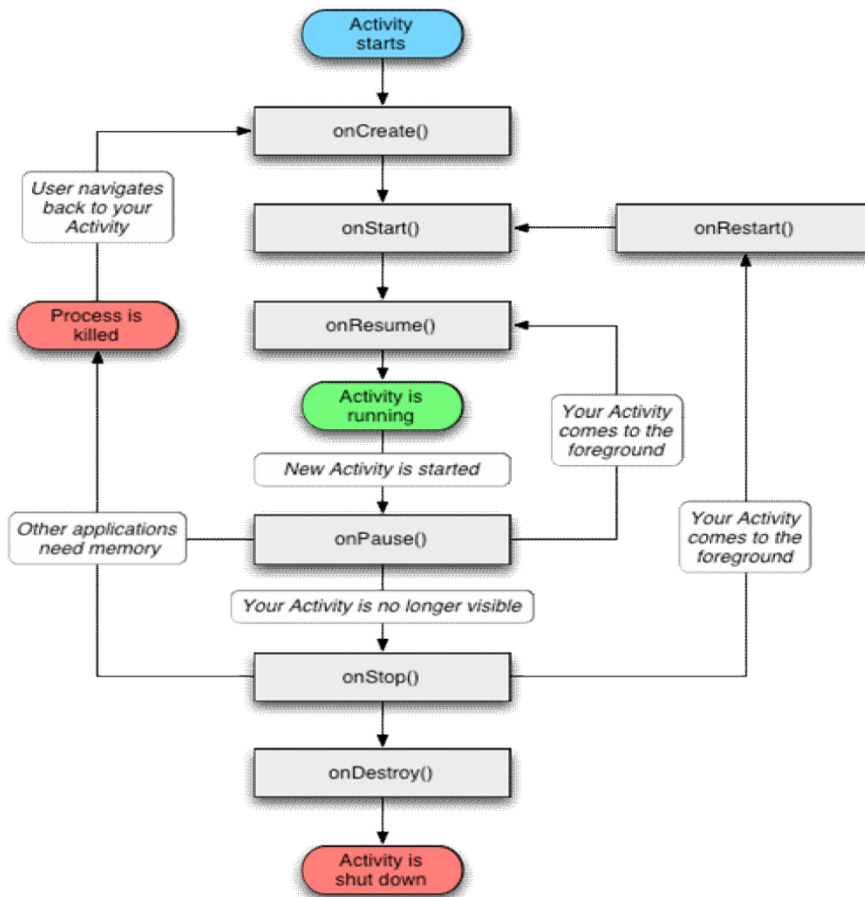 Activity
starts
onCreate()
User navigates
back to your
Activity
onStart()
onRestart()
Process is
killed
onResume()
Activity is
running
Your Activity
comes to the
foreground
New Activity is started
Other applications
need memory
onPause()
Your Activity
comes to the
foreground
Your Activity is no longer visible
onStop()
onDestroy()
Activity is
shut down